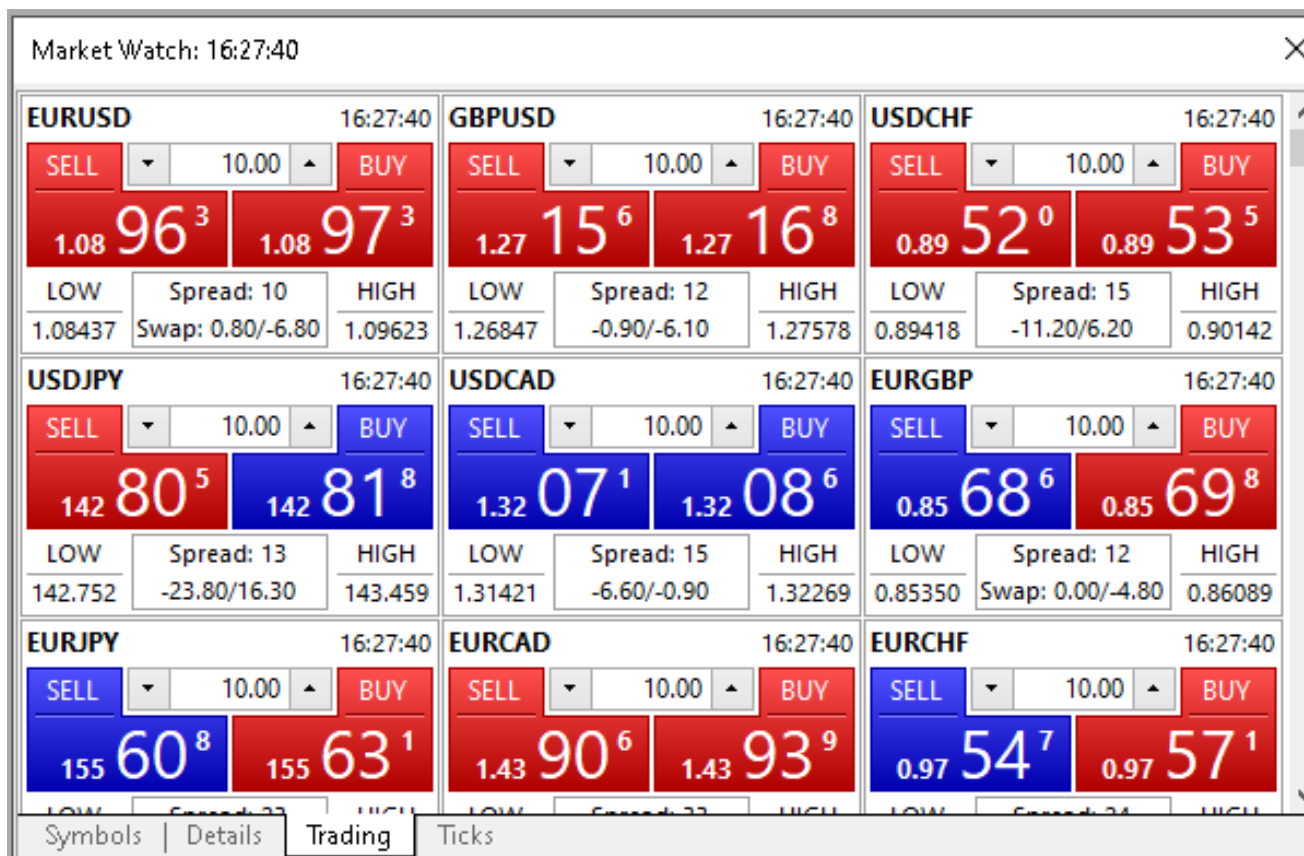 Market Watch: 16:27:40
EURUSD 16:27:40 GBPUSD 16:27:40 USDCHF 16:27:40
SELL 10.00 BUY SELL 10.00 BUY SELL 10.00 BUY
1.08 96 3 1.08 97 3 1.27 15 6 1.27 16 8 0.89 52 0 0.89 53 5
LOW Spread: 10 HIGH LOW Spread: 12 HIGH LOW Spread: 15 HIGH
1.08437 Swap: 0.80/-6.80 1.09623 1.26847 -0.90/-6.10 1.27578 0.89418 -11.20/6.20 0.90142
USDJPY 16:27:40 USDCAD 16:27:40 EURGBP 16:27:40
SELL 10.00 BUY SELL 10.00 BUY SELL 10.00 BUY
142 80 5 142 81 8 1.32 07 1 1.32 08 6 0.85 68 6 0.85 69 8
LOW Spread: 13 HIGH LOW Spread: 15 HIGH LOW Spread: 12 HIGH
142.752 -23.80/16.30 143.459 1.31421 -6.60/-0.90 1.32269 0.85350 Swap: 0.00/-4.80 0.86089
EURJPY 16:27:40 EURCAD 16:27:40 EURCHF 16:27:40
SELL 10.00 BUY SELL 10.00 BUY SELL 10.00 BUY
155 60 8 155 63 1 1.43 90 6 1.43 93 9 0.97 54 7 0.97 57 1
Symbols | Details Trading Ticks